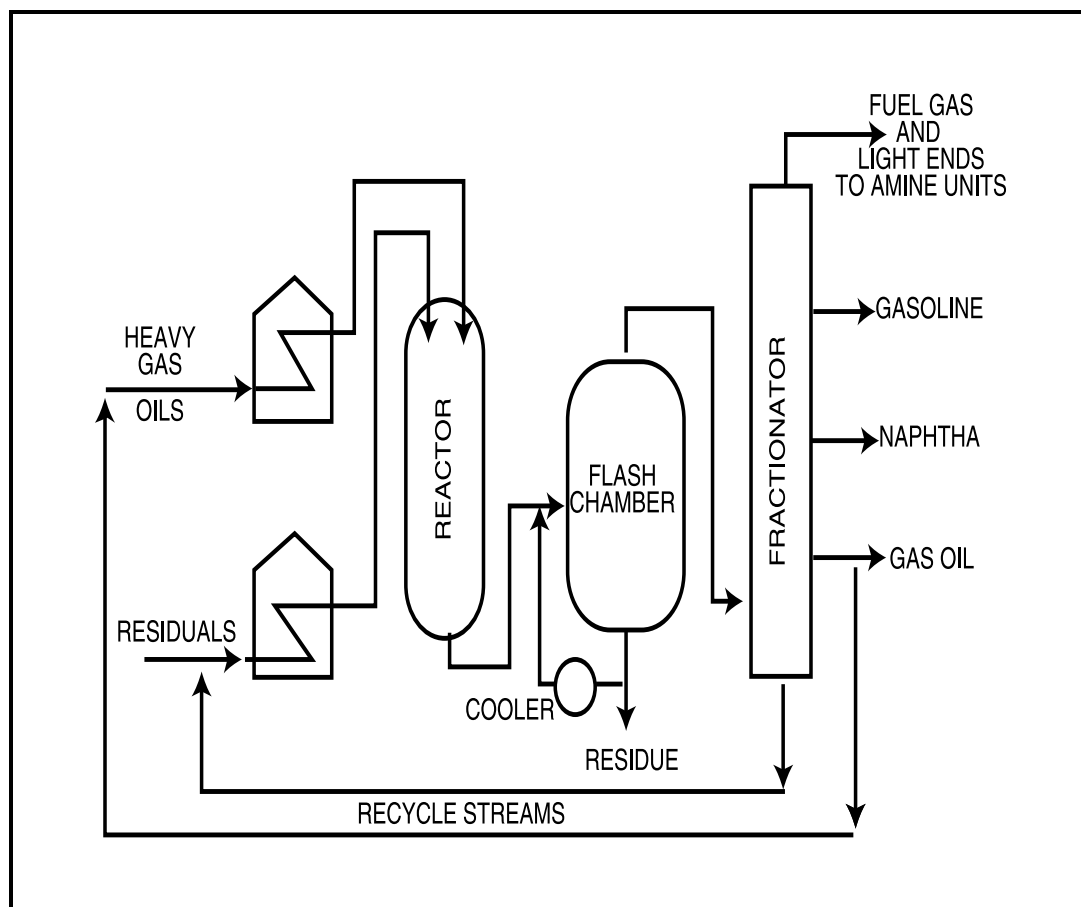 FUEL GAS
AND
LIGHT ENDS
TO AMINE UNITS
HEAVY
GAS
OILS
GASOLINE
REACTOR
FRACTIONATOR
NAPHTHA
FLASH
CHAMBER
GAS OIL
RESIDUALS
COOLER
RESIDUE
RECYCLE STREAMS